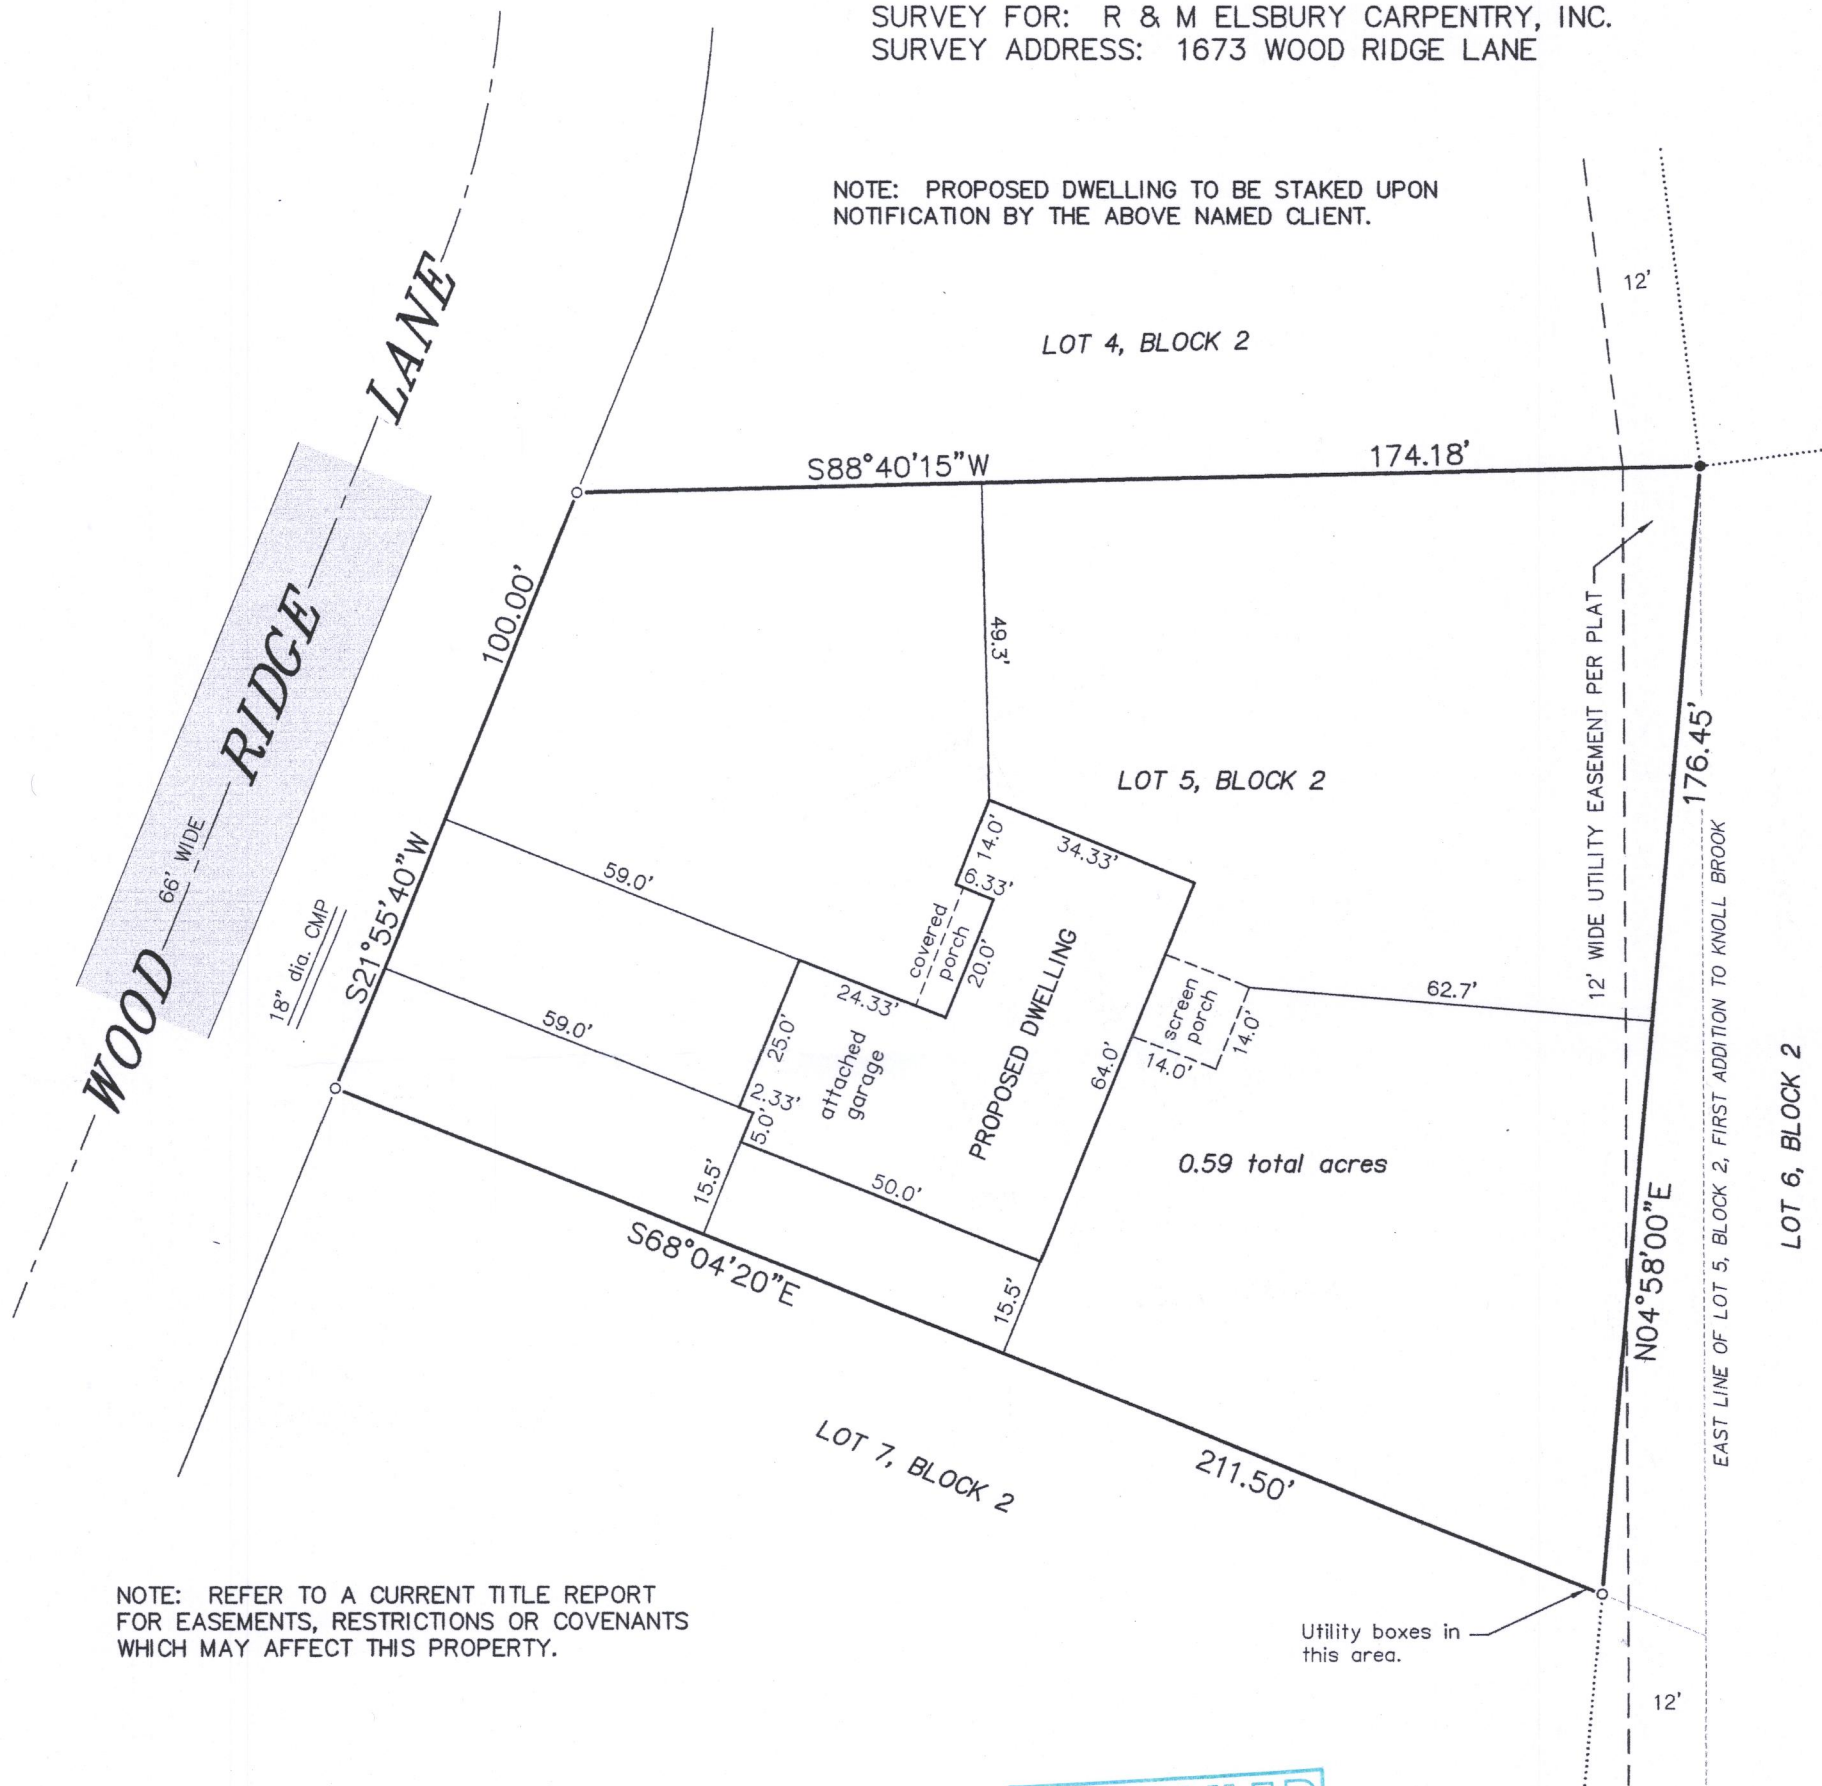 SURVEY FOR: R & M ELSBURY CARPENTRY, INC.
SURVEY ADDRESS: 1673 WOOD RIDGE LANE
NOTE: PROPOSED DWELLING TO BE STAKED UPON
NOTIFICATION BY THE ABOVE NAMED CLIENT.
12'
LOT 4, BLOCK 2
WOOD RIDGE LANE
66' WIDE
18" dia. CMP
S88°40'15"W
174.18'
100.00'
S21°55'40"W
49.3'
LOT 5, BLOCK 2
12' WIDE UTILITY EASEMENT PER PLAT
176.45'
N04°58'00"E
EAST LINE OF LOT 5, BLOCK 2, FIRST ADDITION TO KNOLL BROOK
LOT 6, BLOCK 2
59.0'
59.0'
14.0'
34.33'
6.33'
covered
porch
20.0'
24.33'
25.0'
attached
garage
2.33'
5.0'
PROPOSED DWELLING
64.0'
screen
porch
14.0'
14.0'
62.7'
50.0'
15.5'
15.5'
0.59 total acres
S68°04'20"E
211.50'
LOT 7, BLOCK 2
NOTE: REFER TO A CURRENT TITLE REPORT
FOR EASEMENTS, RESTRICTIONS OR COVENANTS
WHICH MAY AFFECT THIS PROPERTY.
Utility boxes in
this area.
12'